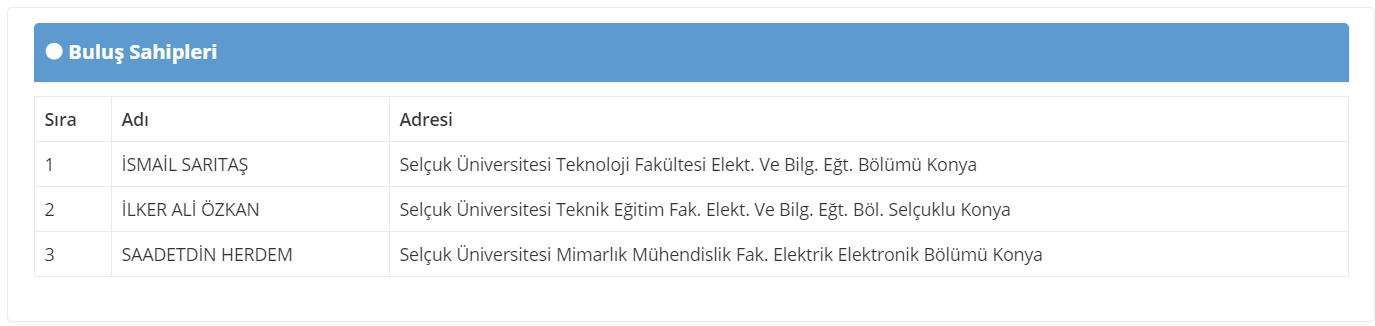 Buluş Sahipleri
Sıra Adı Adresi
1 İSMAİL SARITAŞ Selçuk Üniversitesi Teknoloji Fakültesi Elekt. Ve Bilg. Eğt. Bölümü Konya
2 İLKER ALİ ÖZKAN Selçuk Üniversitesi Teknik Eğitim Fak. Elekt. Ve Bilg. Eğt. Böl. Selçuklu Konya
3 SAADETDİN HERDEM Selçuk Üniversitesi Mimarlık Mühendislik Fak. Elektrik Elektronik Bölümü Konya